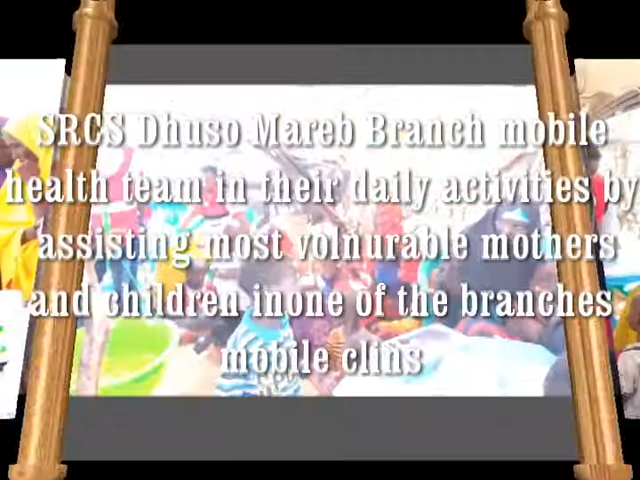 SRCS Dhuso Mareb Branch mobile
health team in their daily activities by
assisting most volnurable mothers
and children inone of the branches
mobile clins